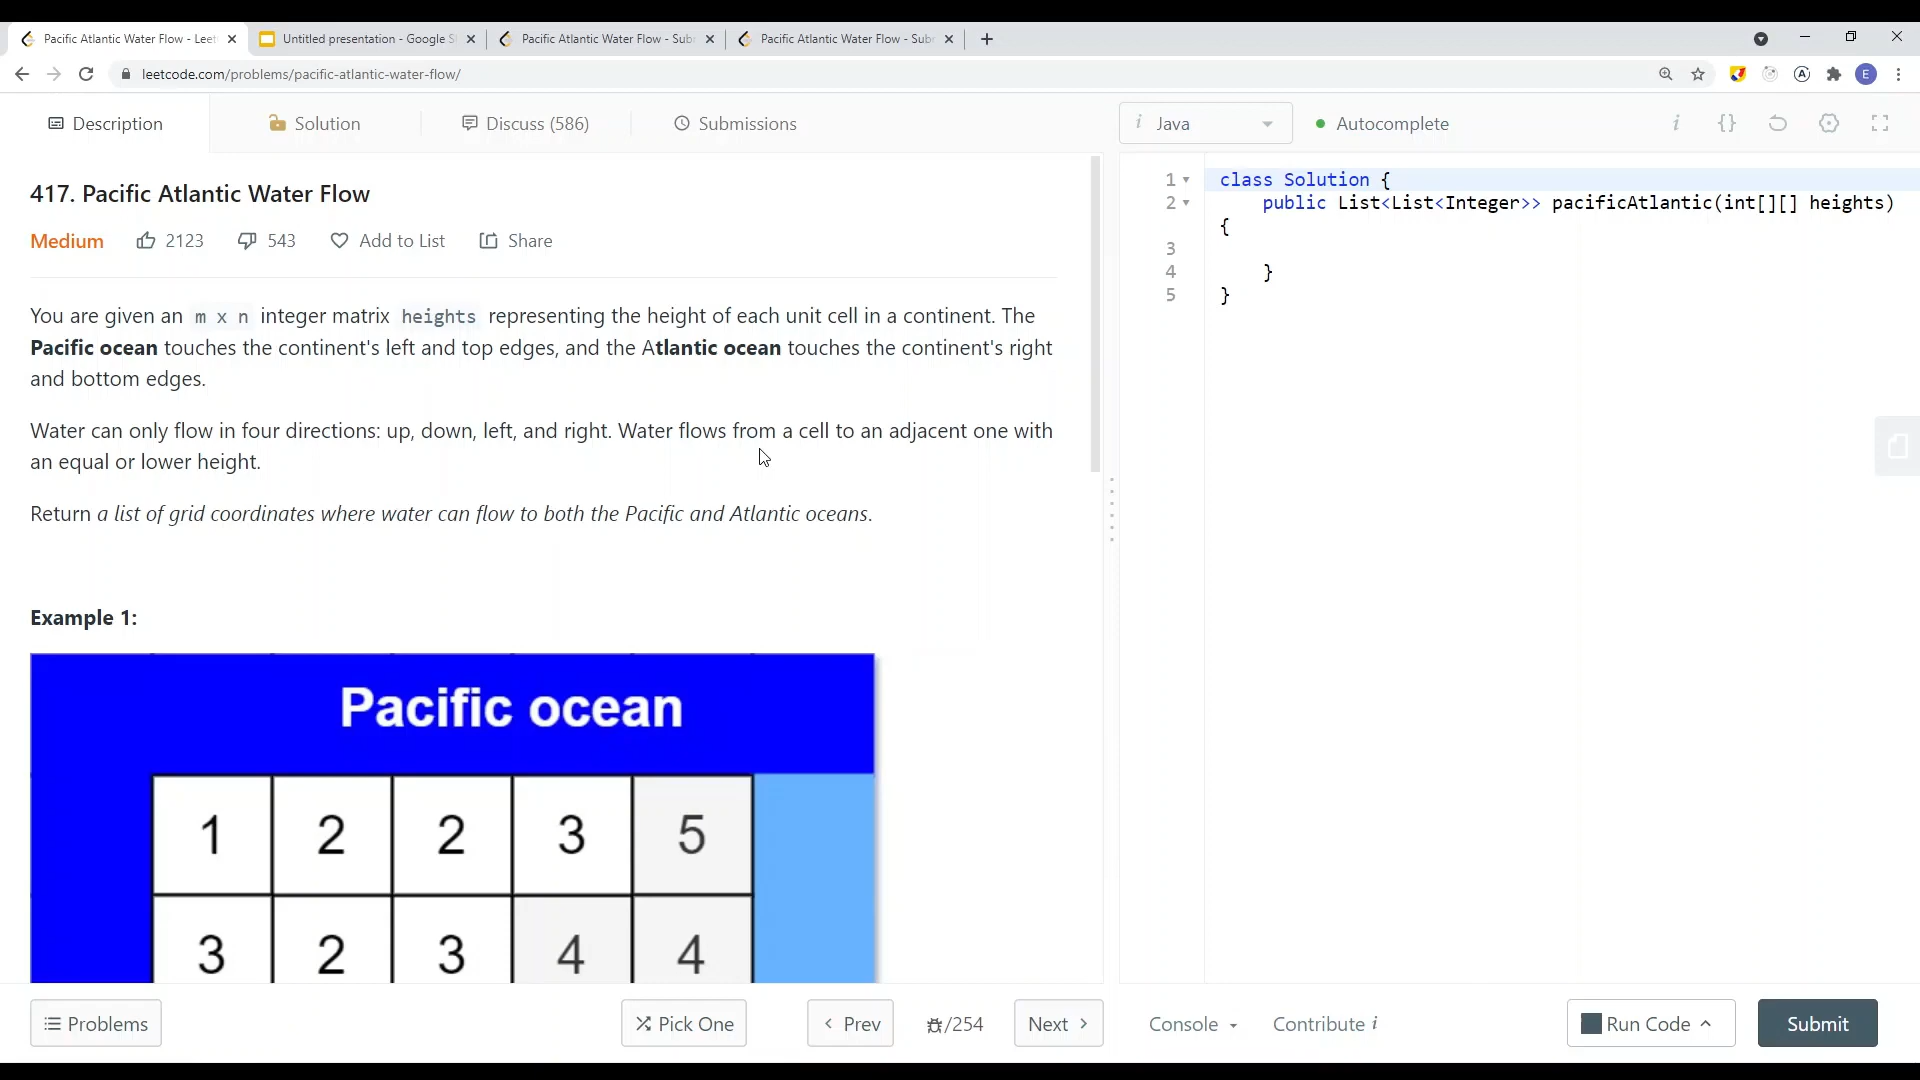 Pacific Atlantic Water Flow - Leet
Untitled presentation - Google S
Pacific Atlantic Water Flow - Sub
Pacific Atlantic Water Flow - Sub
leetcode.com/problems/pacific-atlantic-water-flow/
E
Description
Solution
Discuss (586)
Submissions
i Java
Autocomplete
i {}
417. Pacific Atlantic Water Flow
Medium 2123 543 Add to List Share
You are given an m x n integer matrix heights representing the height of each unit cell in a continent. The
Pacific ocean touches the continent's left and top edges, and the Atlantic ocean touches the continent's right
and bottom edges.
Water can only flow in four directions: up, down, left, and right. Water flows from a cell to an adjacent one with
an equal or lower height.
Return a list of grid coordinates where water can flow to both the Pacific and Atlantic oceans.
Example 1:
Pacific ocean
1 2 2 3 5
3 2 3 4 4
1 class Solution {
2 public List<List<Integer>> pacificAtlantic(int[][] heights)
{
3
4 }
5 }
Problems
Pick One
< Prev
/254
Next >
Console
Contribute i
Run Code
Submit